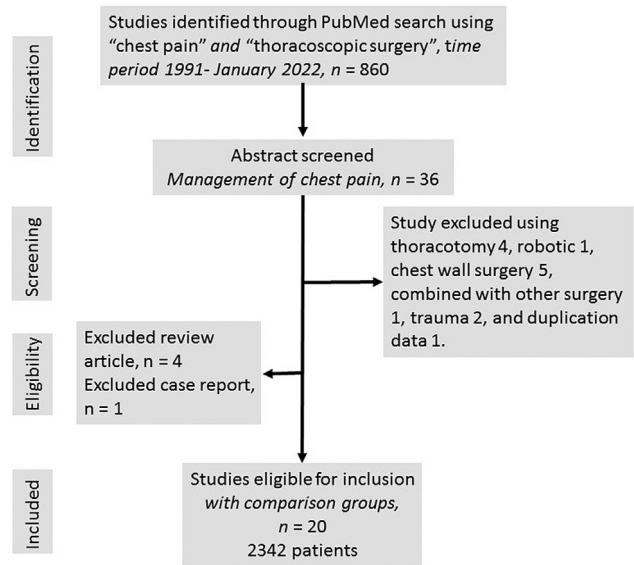 Identification
Studies identified through PubMed search using
“chest pain” and “thoracoscopic surgery”, time
period 1991- January 2022, n = 860
Abstract screened
Management of chest pain, n = 36
Screening
Study excluded using
thoracotomy 4, robotic 1,
chest wall surgery 5,
combined with other surgery
1, trauma 2, and duplication
data 1.
Eligibility
Excluded review
article, n = 4
Excluded case report,
n = 1
Included
Studies eligible for inclusion
with comparison groups,
n = 20
2342 patients